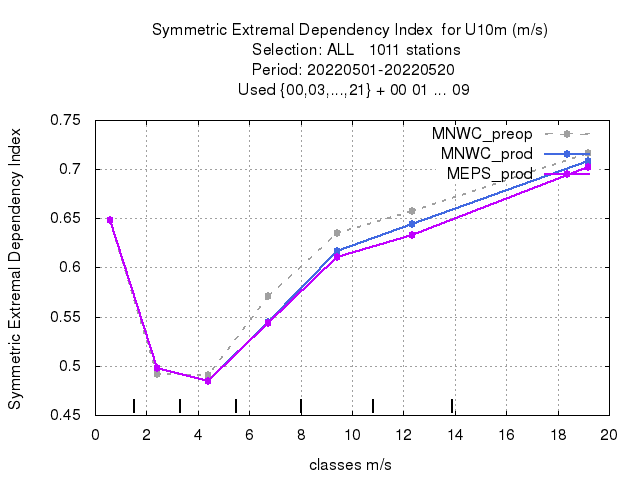 Symmetric Extremal Dependency Index  for U10m (m/s)
Selection: ALL   1011 stations
Period: 20220501-20220520
Used {00,03,...,21} + 00 01 ... 09
Symmetric Extremal Dependency Index
0.75
0.7
0.65
0.6
0.55
0.5
0.45
MNWC_preop
MNWC_prod
MEPS_prod
0 2 4 6 8 10 12 14 16 18 20
classes m/s